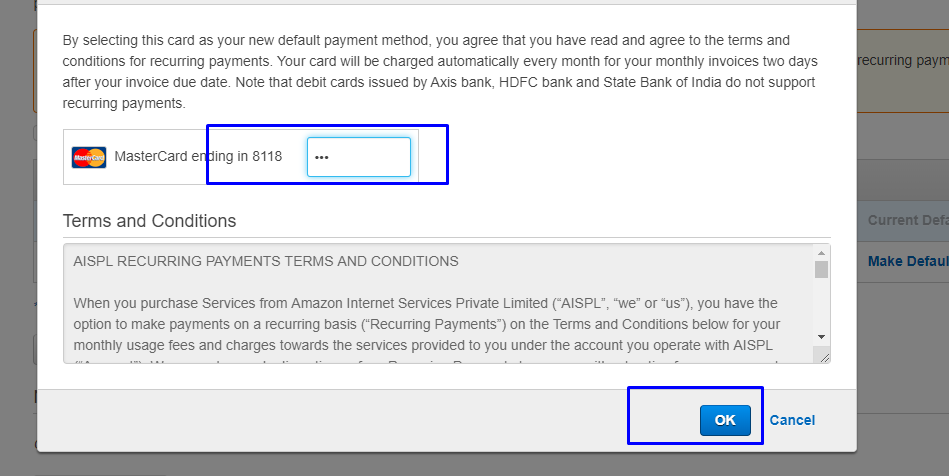 By selecting this card as your new default payment method, you agree that you have read and agree to the terms and
conditions for recurring payments. Your card will be charged automatically every month for your monthly invoices two days
after your invoice due date. Note that debit cards issued by Axis bank, HDFC bank and State Bank of India do not support
recurring payments.
recurring paym
MasterCard MasterCard ending in 8118 •••
Terms and Conditions
Current Defa
AISPL RECURRING PAYMENTS TERMS AND CONDITIONS
Make Defaul
When you purchase Services from Amazon Internet Services Private Limited (“AISPL”, “we” or “us”), you have the
option to make payments on a recurring basis (“Recurring Payments”) on the Terms and Conditions below for your
monthly usage fees and charges towards the services provided to you under the account you operate with AISPL
OK Cancel